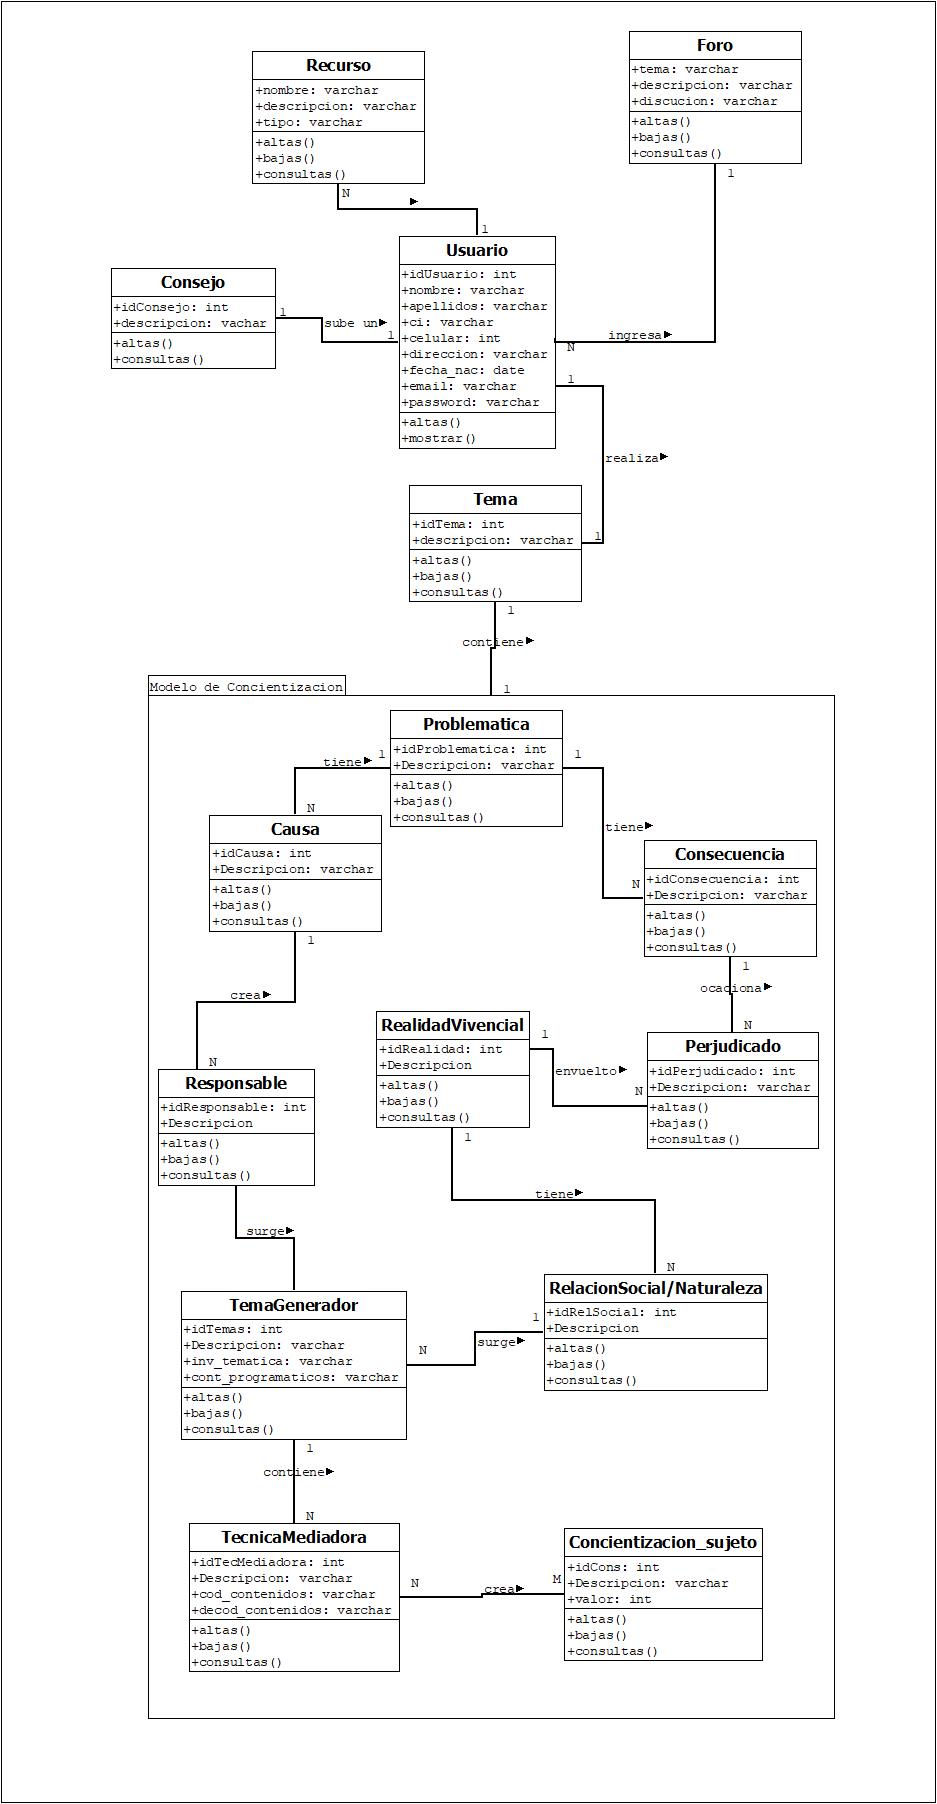 Recurso
+nombre: varchar
+descripcion: varchar
+tipo: varchar
+altas()
+bajas()
+consultas()
N
1
Foro
+tema: varchar
+descripcion: varchar
+discucion: varchar
+altas()
+bajas()
+consultas()
1
Consejo
+idConsejo: int
+descripcion: vachar
+altas()
+consultas()
1
sube un
1
Usuario
+idUsuario: int
+nombre: varchar
+apellidos: varchar
+ci: varchar
+celular: int
+direccion: varchar
+fecha_nac: date
+email: varchar
+password: varchar
+altas()
+mostrar()
ingresa
N
1
realiza
1
Tema
+idTema: int
+descripcion: varchar
+altas()
+bajas()
+consultas()
1
contiene
1
Modelo de Concientizacion
Problematica
+idProblematica: int
+Descripcion: varchar
+altas()
+bajas()
+consultas()
1
tiene
N
1
tiene
N
Causa
+idCausa: int
+Descripcion: varchar
+altas()
+bajas()
+consultas()
1
crea
N
Consecuencia
+idConsecuencia: int
+Descripcion: varchar
+altas()
+bajas()
+consultas()
1
ocaciona
N
RealidadVivencial
+idRealidad: int
+Descripcion
+altas()
+bajas()
+consultas()
1
envuelto
N
1
tiene
N
Perjudicado
+idPerjudicado: int
+Descripcion: varchar
+altas()
+bajas()
+consultas()
Responsable
+idResponsable: int
+Descripcion
+altas()
+bajas()
+consultas()
surge
RelacionSocial/Naturaleza
+idRelSocial: int
+Descripcion
+altas()
+bajas()
+consultas()
1
surge
N
TemaGenerador
+idTemas: int
+Descripcion: varchar
+inv_tematica: varchar
+cont_programaticos: varchar
+altas()
+bajas()
+consultas()
1
contiene
N
TecnicaMediadora
+idTecMediadora: int
+Descripcion: varchar
+cod_contenidos: varchar
+decod_contenidos: varchar
+altas()
+bajas()
+consultas()
N
crea
M
Concientizacion_sujeto
+idCons: int
+Descripcion: varchar
+valor: int
+altas()
+bajas()
+consultas()